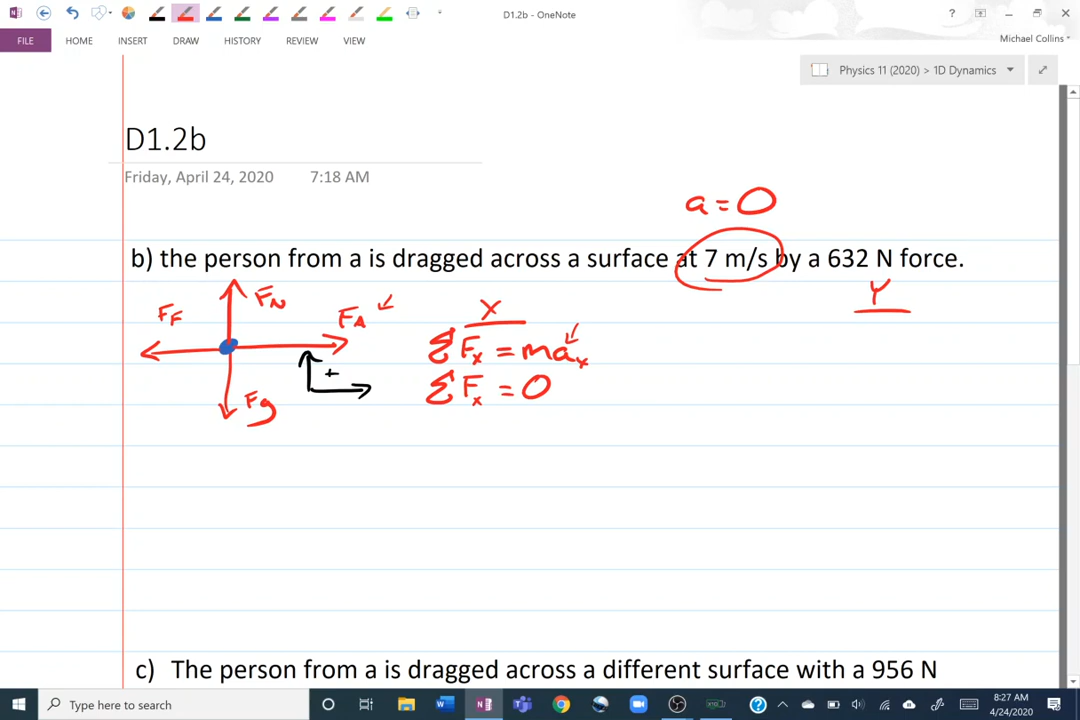 D1.2b - OneNote
?
Michael Collins
FILE HOME INSERT DRAW HISTORY REVIEW VIEW
Physics 11 (2020) > 1D Dynamics
D1.2b
Friday, April 24, 2020 7:18 AM
a = 0
b) the person from a is dragged across a surface at 7 m/s by a 632 N force.
FF FN FA X Y
+
ΣFx = max
ΣFx = 0
Fg
c) The person from a is dragged across a different surface with a 956 N
Type here to search
8:27 AM
4/24/2020